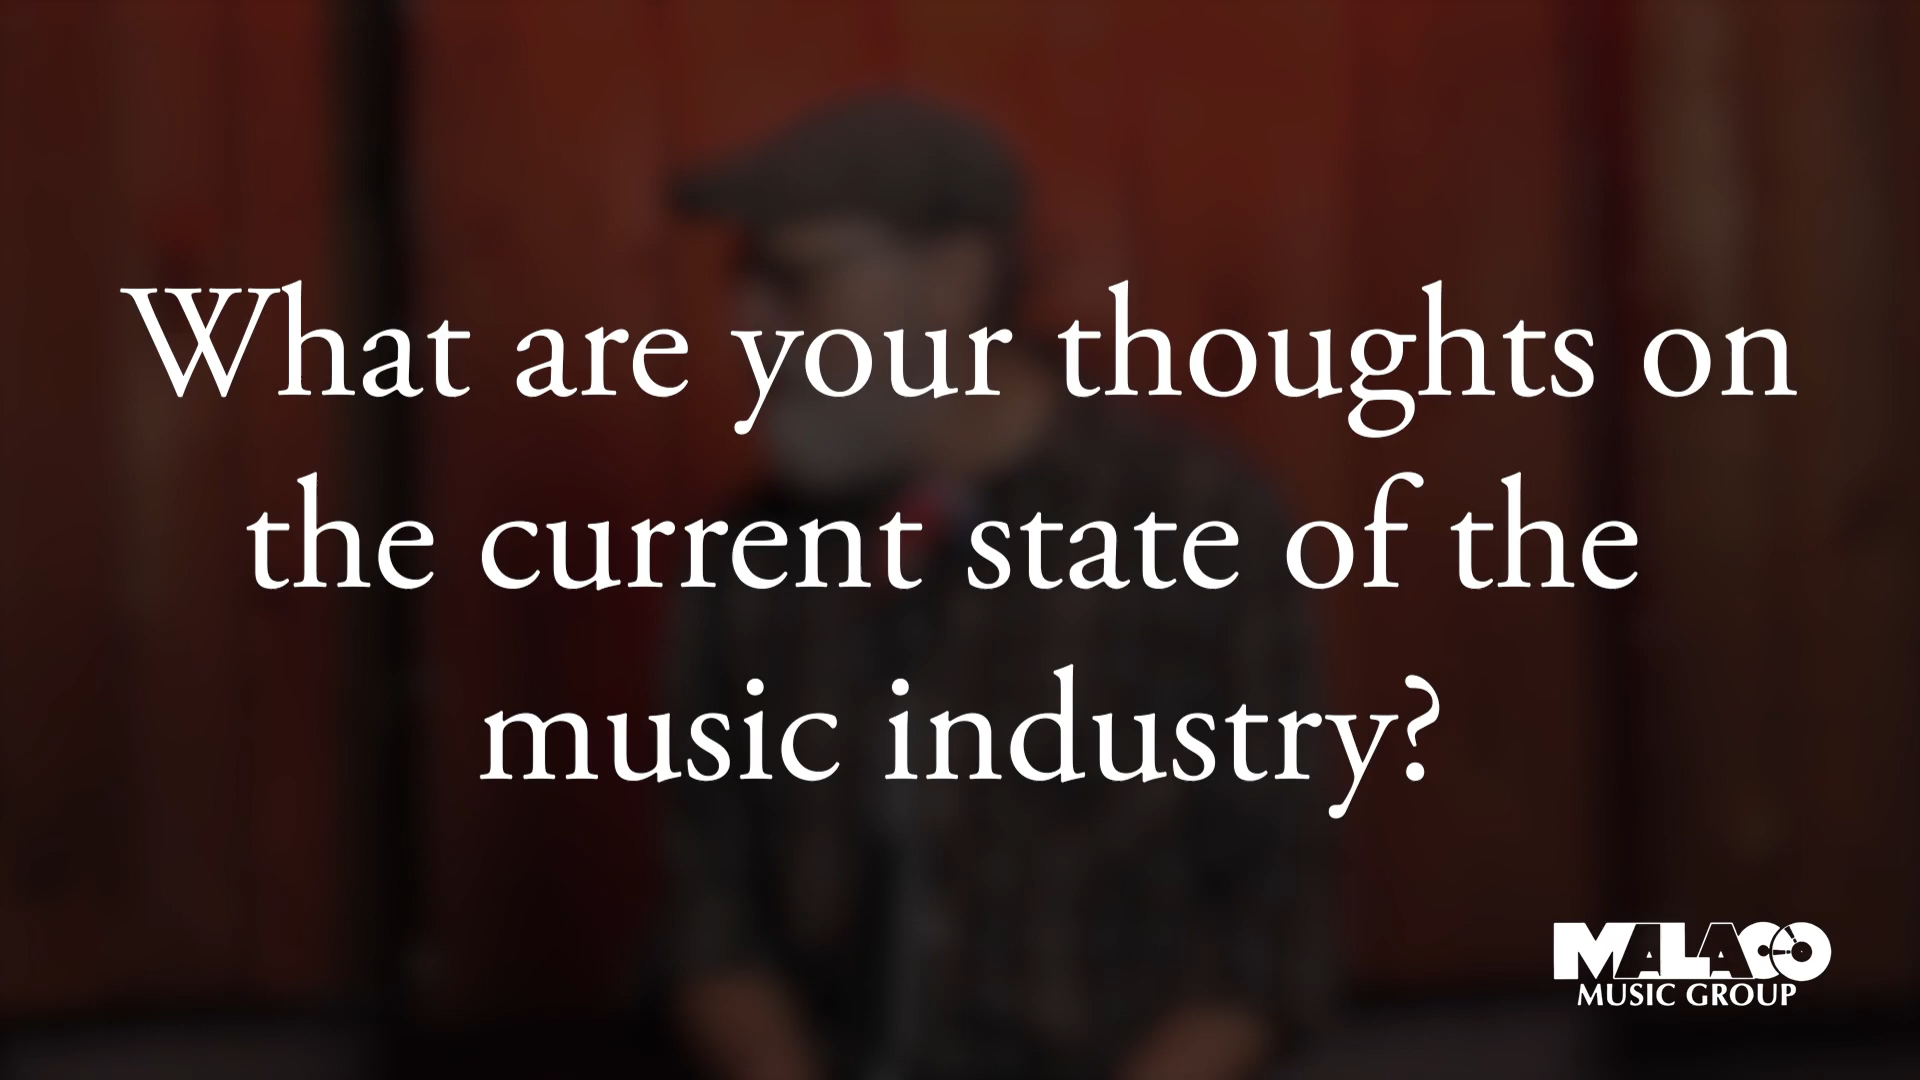 What are your thoughts on
the current state of the
music industry?
MALACO
MUSIC GROUP